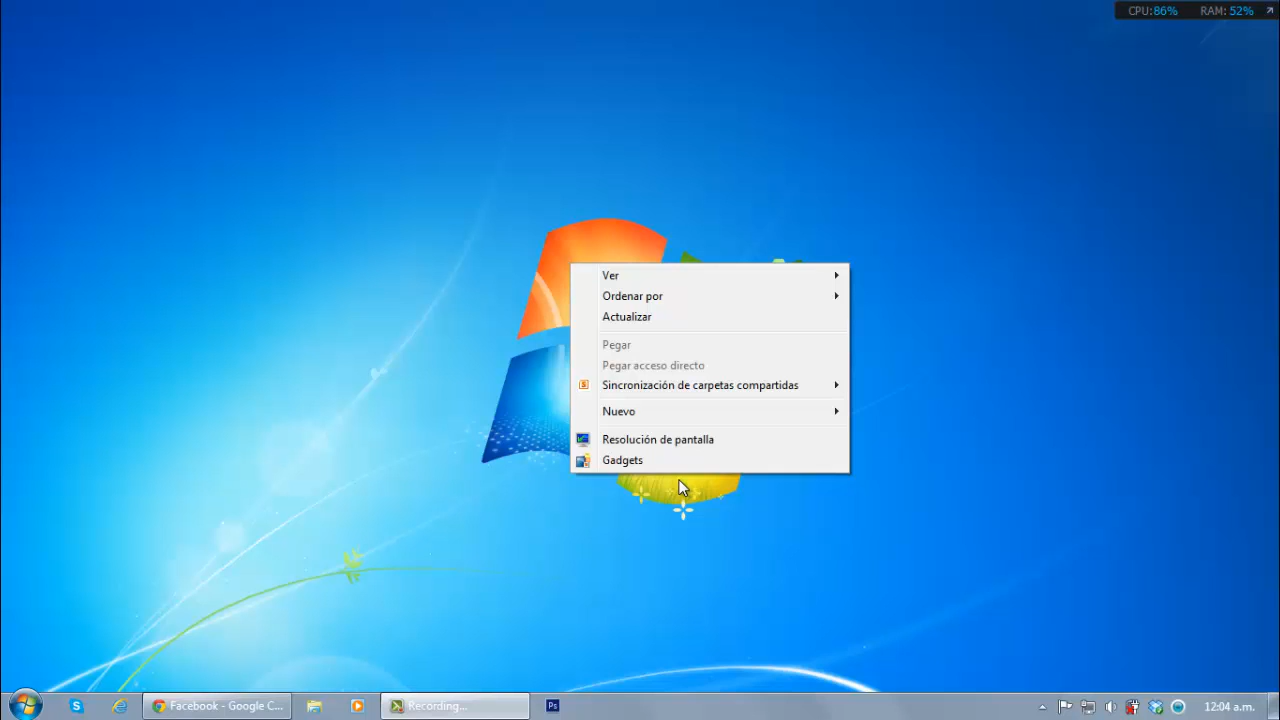 CPU:86% RAM: 52%
Ver
Ordenar por
Actualizar
Pegar
Pegar acceso directo
Sincronización de carpetas compartidas
Nuevo
Resolución de pantalla
Gadgets
Facebook - Google C... Recording... Ps 12:04 a.m.